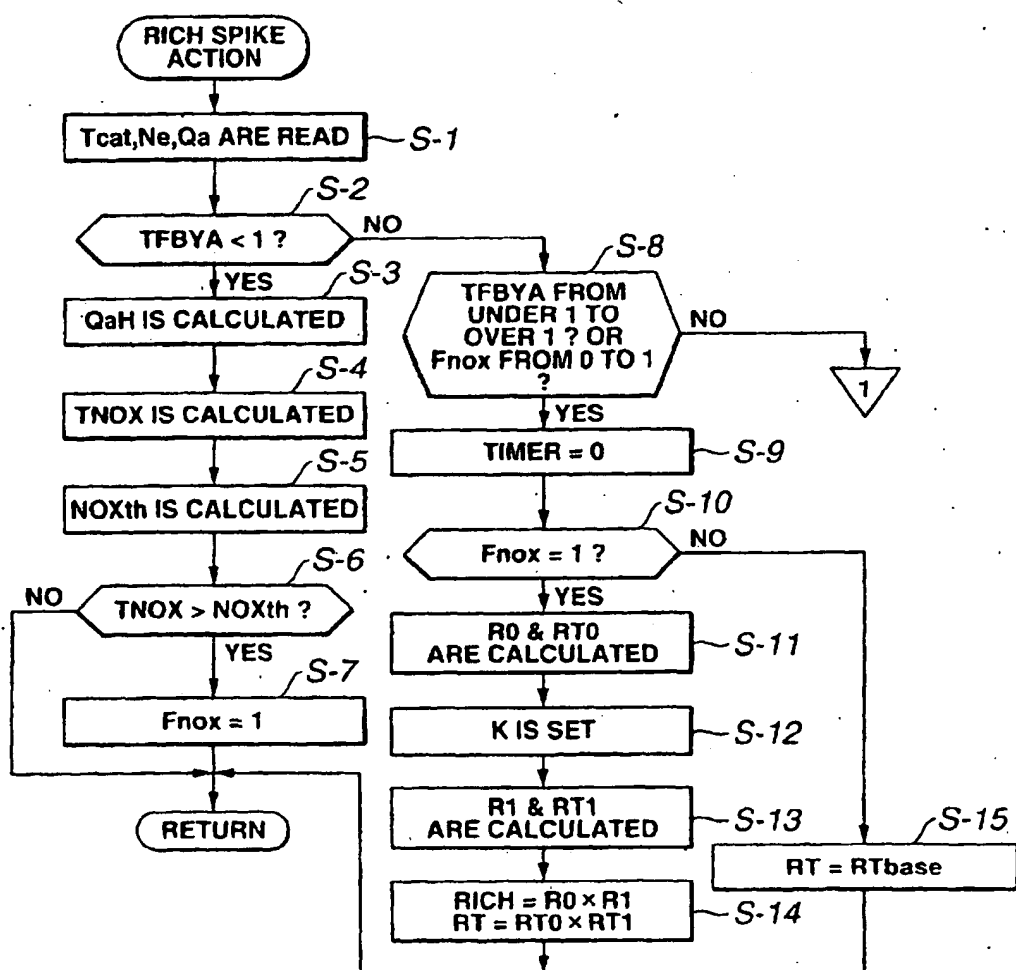 RICH SPIKE
ACTION
Tcat,Ne,Qa ARE READ
S-1
S-2
TFBYA < 1 ?
NO
YES
S-3
QaH IS CALCULATED
S-4
TNOX IS CALCULATED
S-5
NOXth IS CALCULATED
S-6
NO
TNOX > NOXth ?
YES
S-7
Fnox = 1
RETURN
S-8
TFBYA FROM
UNDER 1 TO
OVER 1 ? OR
Fnox FROM 0 TO 1
?
NO
1
YES
TIMER = 0
S-9
S-10
Fnox = 1 ?
NO
YES
R0 & RT0
ARE CALCULATED
S-11
K IS SET
S-12
R1 & RT1
ARE CALCULATED
S-13
S-15
RT = RTbase
RICH = R0 × R1
RT = RT0 × RT1
S-14